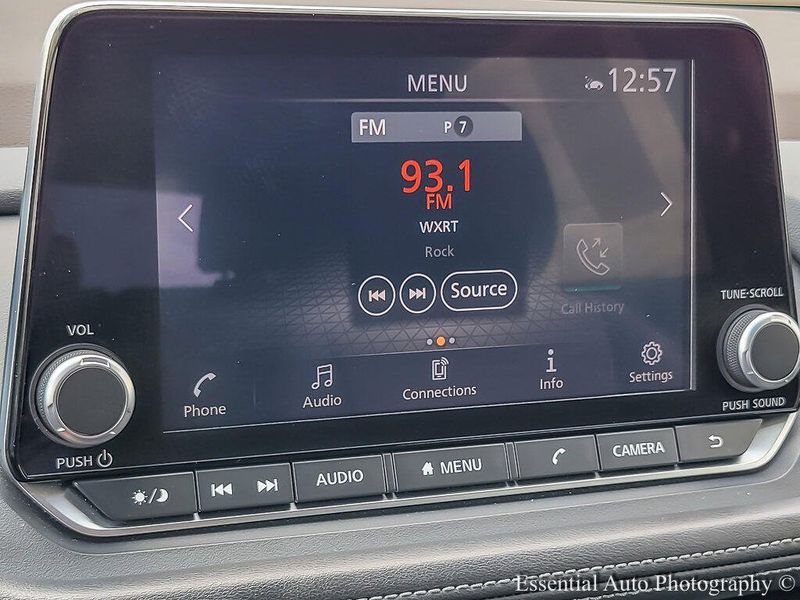 MENU
12:57
FM P 7
93.1
FM
WXRT
Rock
Source
Call History
VOL
TUNE·SCROLL
Phone
Audio
Connections
Info
Settings
PUSH
PUSH SOUND
AUDIO
MENU
CAMERA
Essential Auto Photography ©